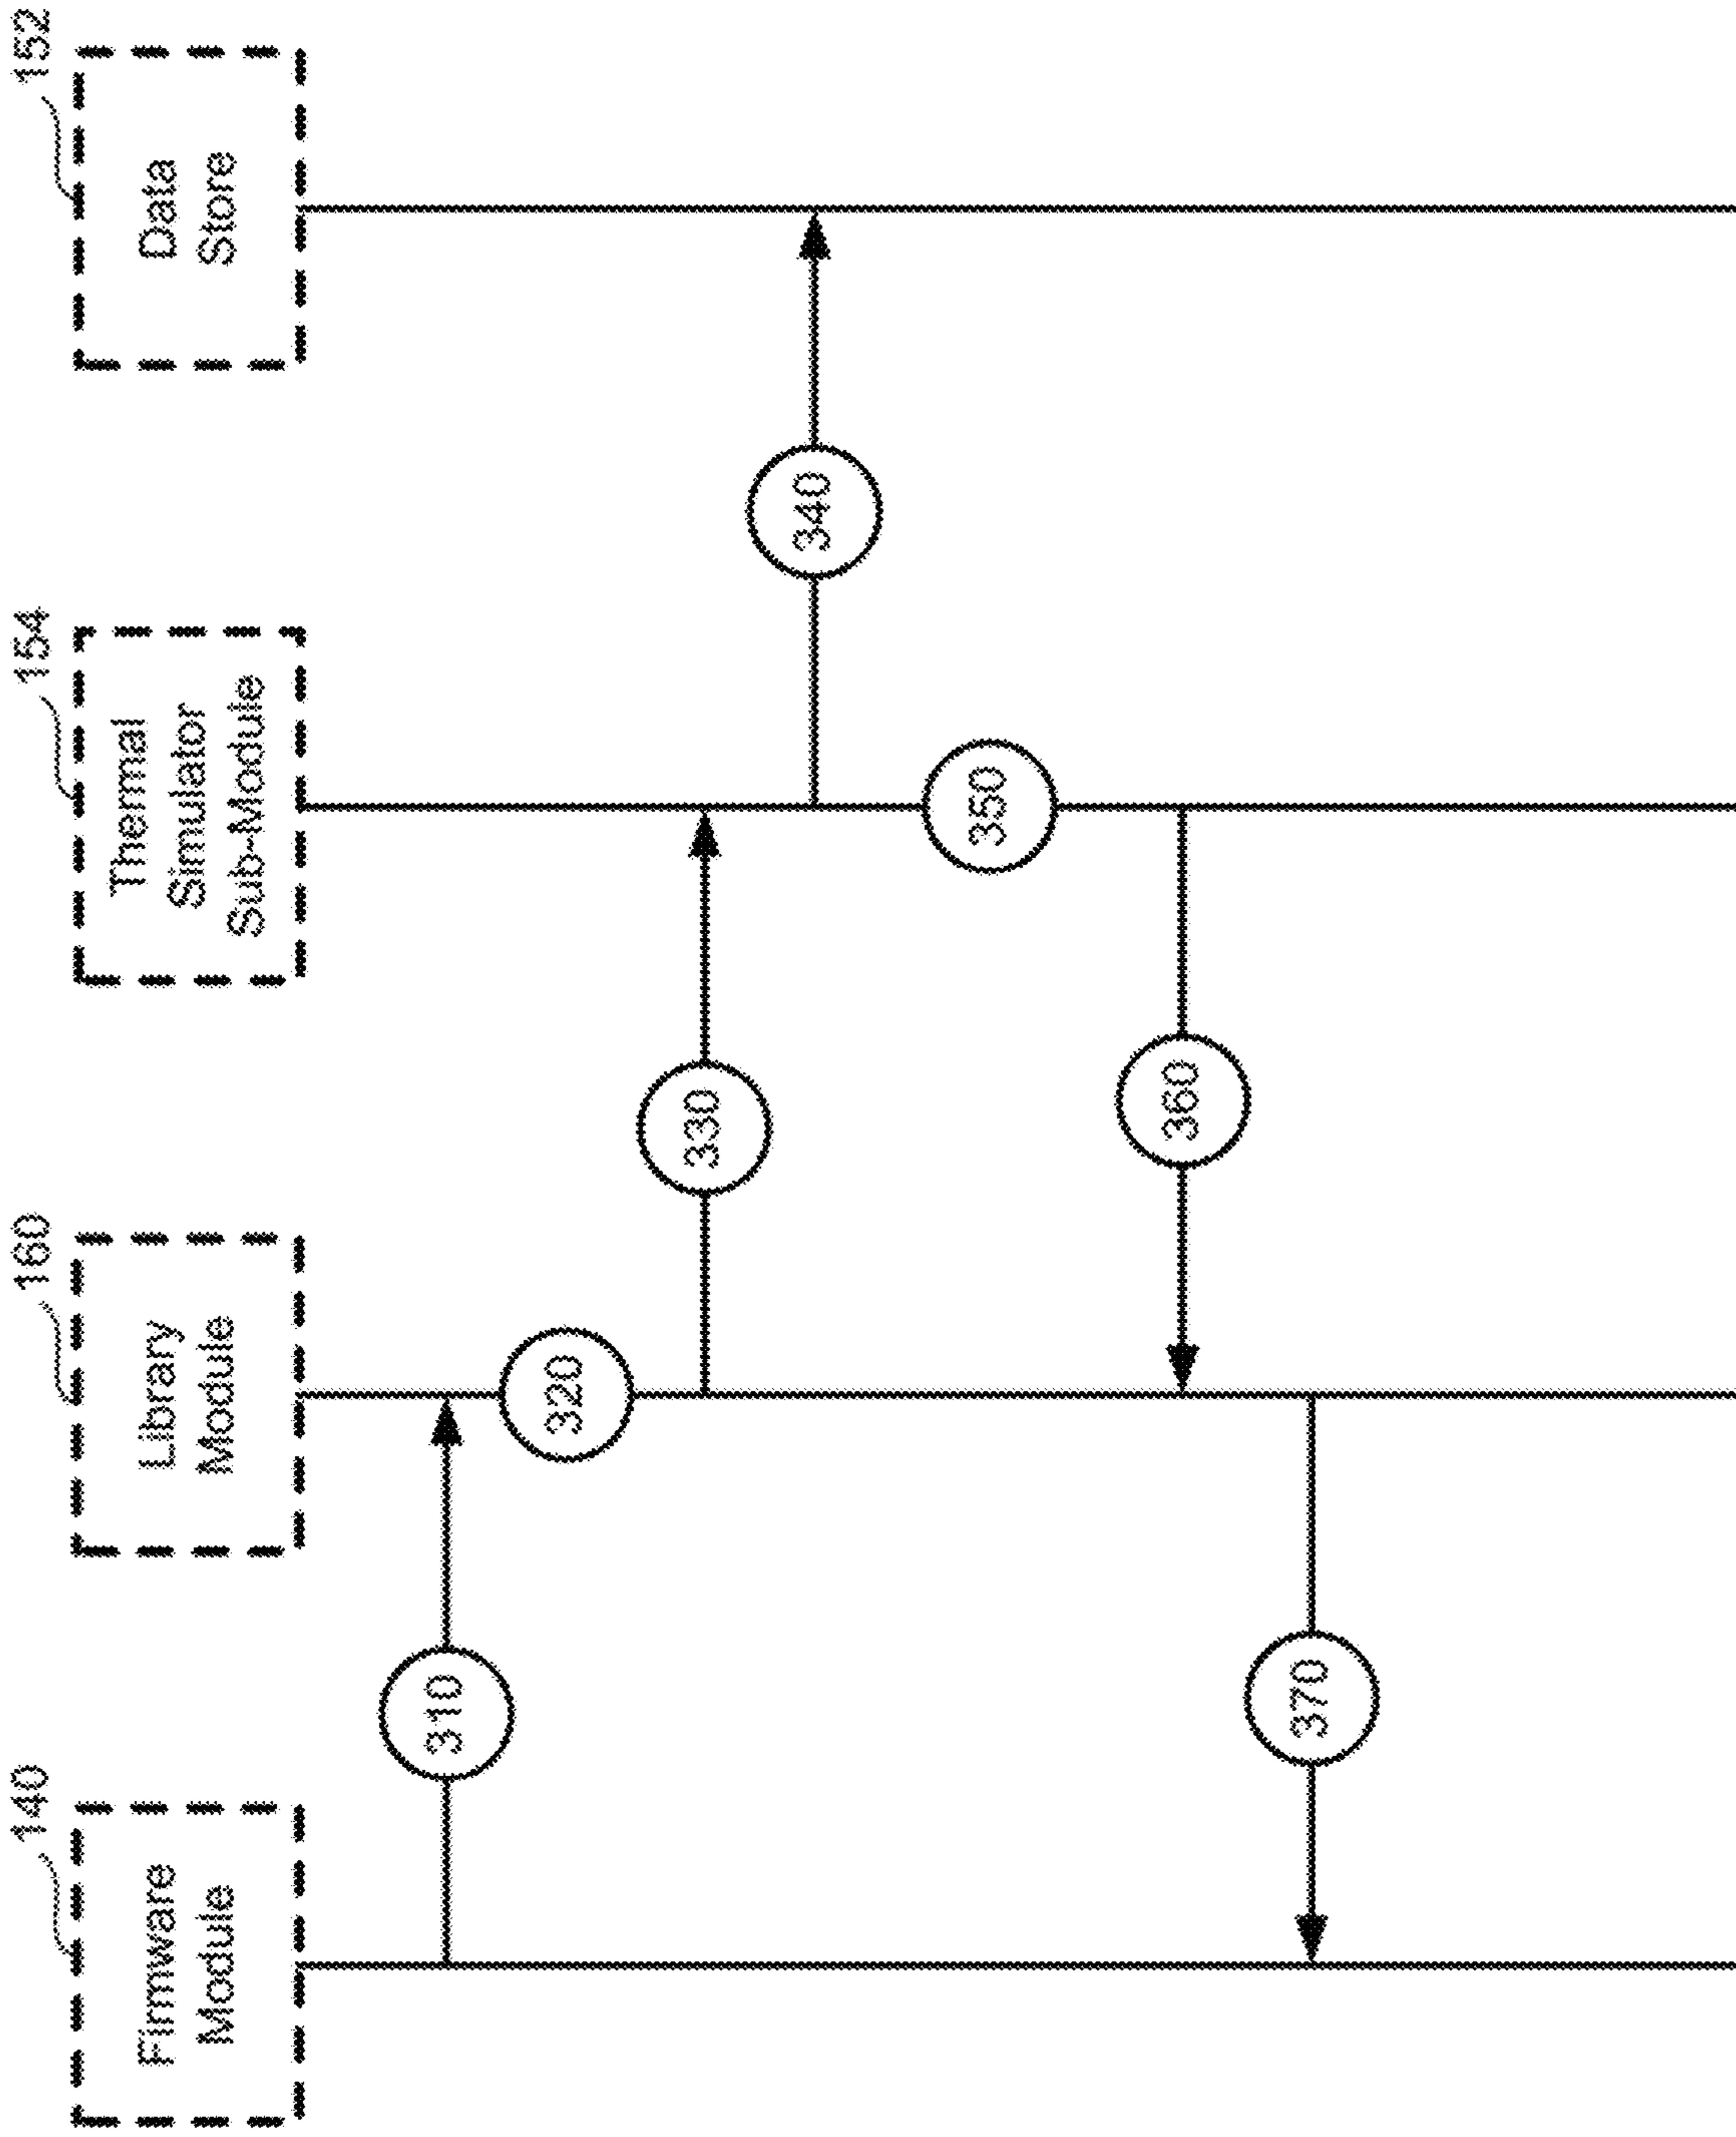 140
Firmware
Module
160
Library
Module
154
Thermal
Simulator
Sub-Module
152
Data
Store
310
320
330
340
350
360
370